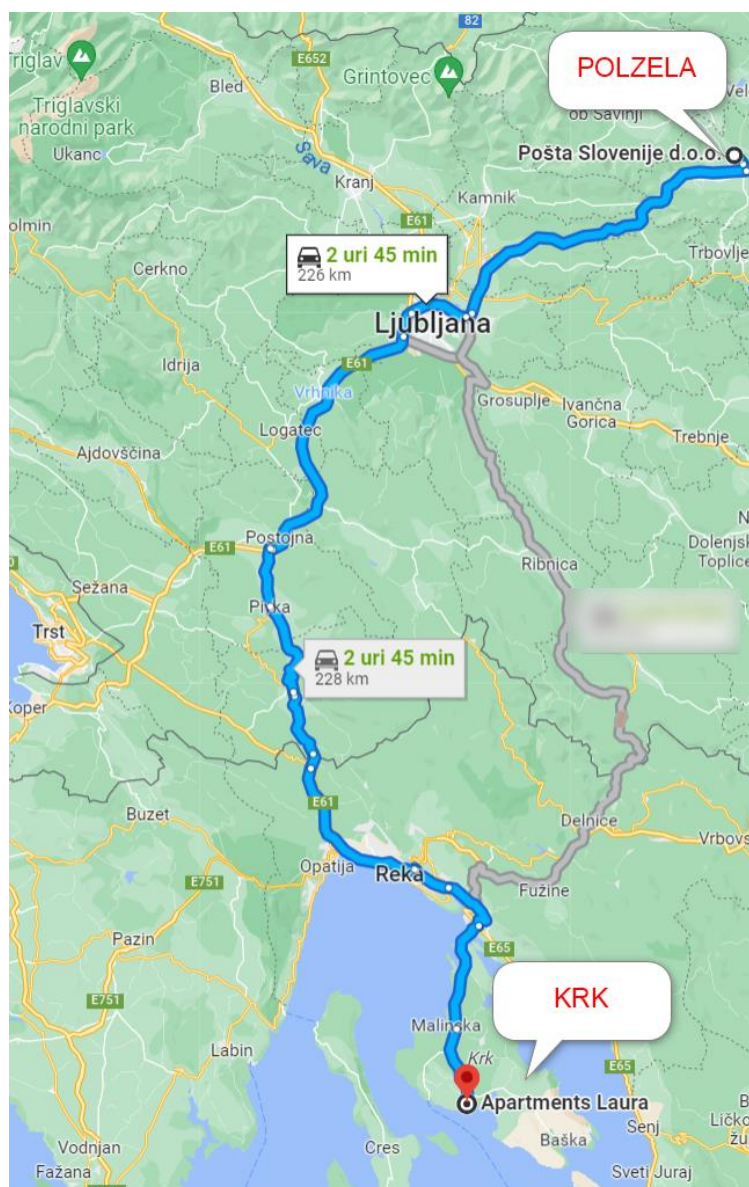 82
Triglav
E652
Grintovec
POLZELA
Triglavski
narodni park
Bled
Vel
ob Savinji
Ukanc
Sava
Pošta Slovenije d.o.o.
Kranj
Kamnik
E61
olmin
2 uri 45 min
226 km
Trbovlje
Cerkno
Ljubljana
Idrija
E61
Vrhnika
Grosuplje
Ivančna
Gorica
Logatec
Trebnje
Ajdovščina
E61
Postojna
N
Dolenjsk
Toplice
Ribnica
Sežana
Pivka
Trst
2 uri 45 min
228 km
Koper
E61
Buzet
Delnice
Vrbovs
Opatija
Reka
E751
Fužine
Pazin
E65
KRK
E751
Malinska
Krk
Labin
E65
Apartments Laura
B
Ličko
žu
Senj
Baška
Vodnjan
Cres
Fažana
Sveti Juraj